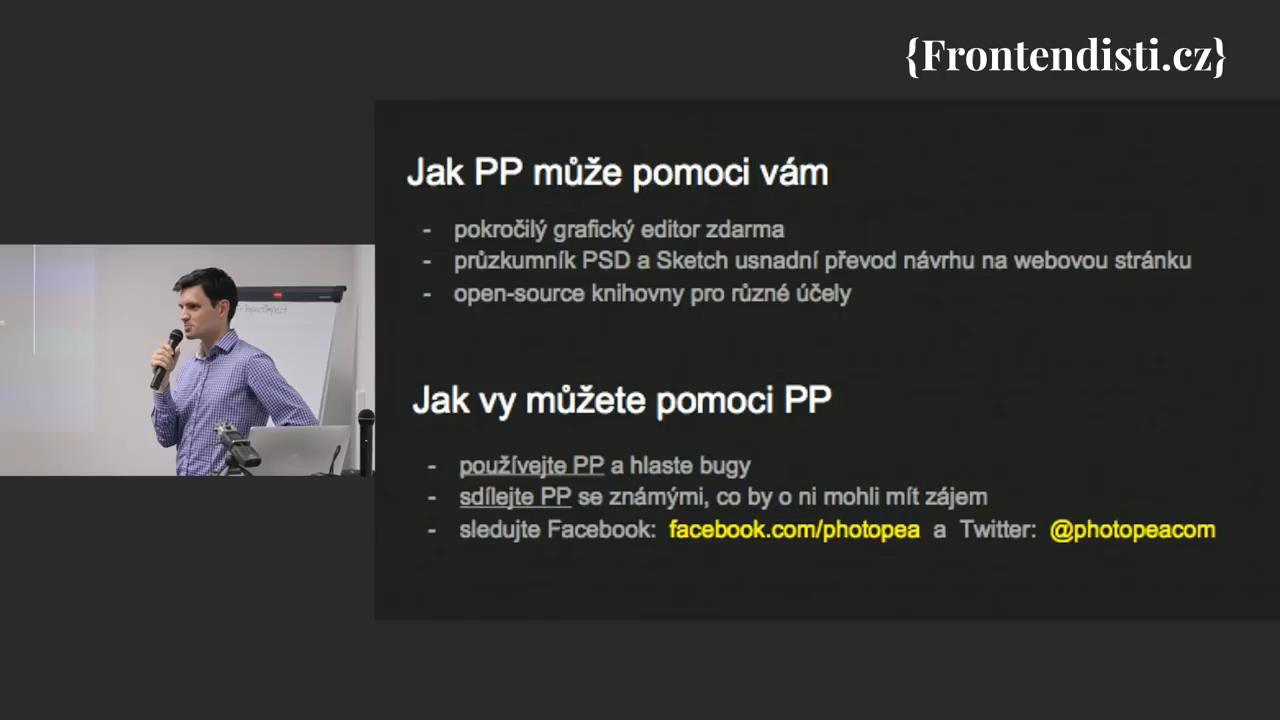 {Frontendisti.cz}
Jak PP může pomoci vám
- pokročilý grafický editor zdarma
- průzkumník PSD a Sketch usnadní převod návrhu na webovou stránku
- open-source knihovny pro různé účely
Jak vy můžete pomoci PP
- používejte PP a hlaste bugy
- sdílejte PP se známými, co by o ni mohli mít zájem
- sledujte Facebook: facebook.com/photopea a Twitter: @photopeacom